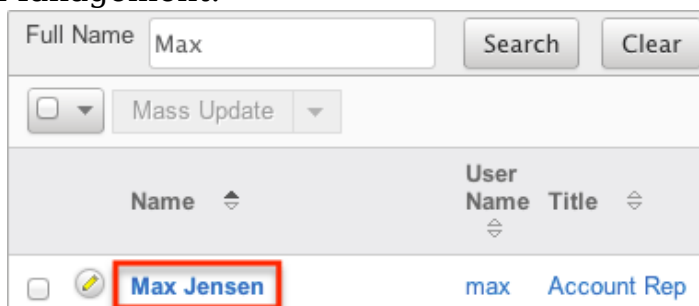 Full Name Max Search Clear
Mass Update
User
Name Name Title
Max Jensen max Account Rep